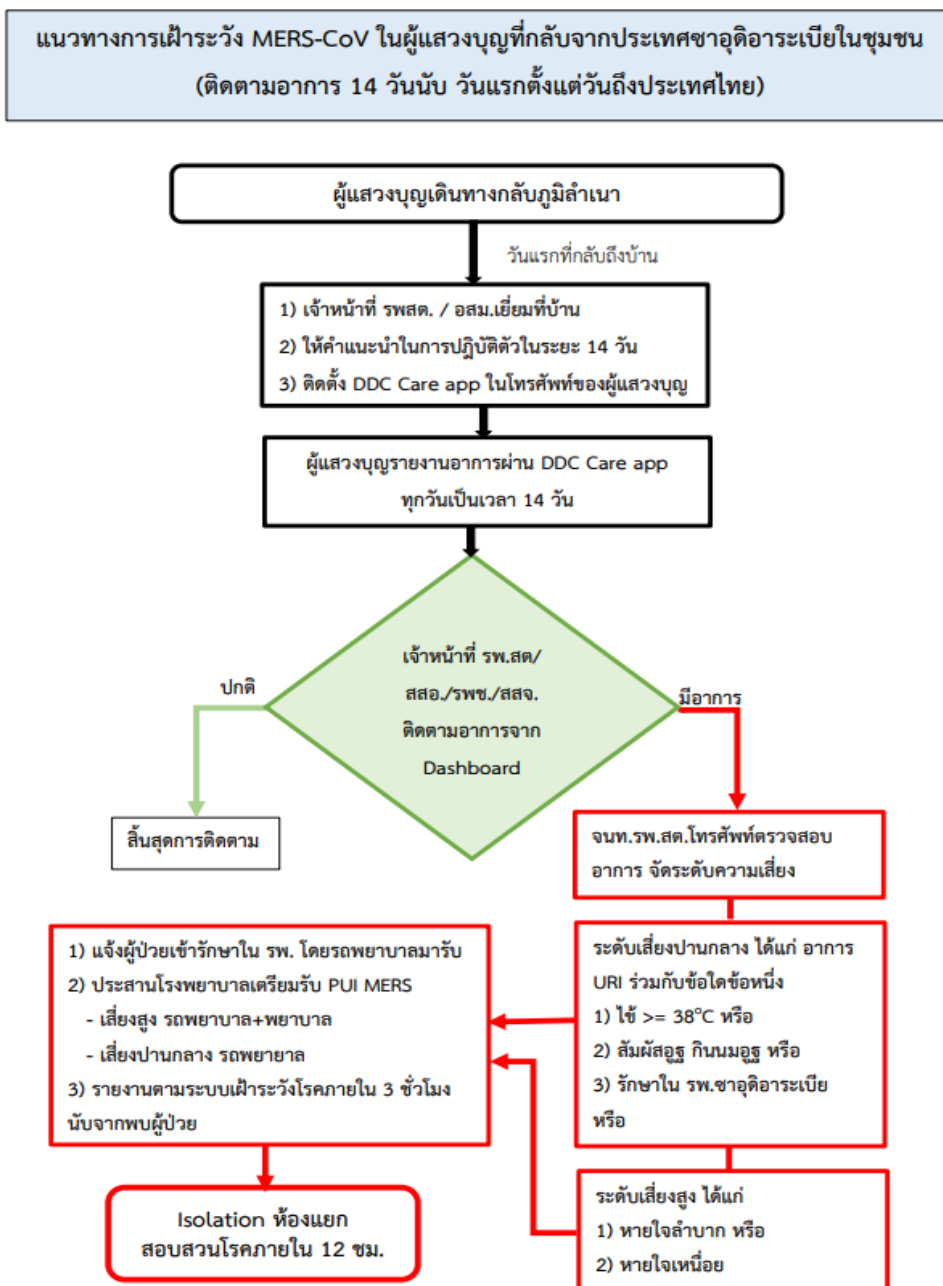 แนวทางการเฝ้าระวัง MERS-CoV ในผู้แสวงบุญที่กลับจากประเทศซาอุดิอาระเบียในชุมชน
(ติดตามอาการ 14 วันนับ วันแรกตั้งแต่วันถึงประเทศไทย)
ผู้แสวงบุญเดินทางกลับภูมิลำเนา
วันแรกที่กลับถึงบ้าน
1) เจ้าหน้าที่ รพสต. / อสม.เยี่ยมที่บ้าน
2) ให้คำแนะนำในการปฎิบัติตัวในระยะ 14 วัน
3) ติดตั้ง DDC Care app ในโทรศัพท์ของผู้แสวงบุญ
ผู้แสวงบุญรายงานอาการผ่าน DDC Care app
ทุกวันเป็นเวลา 14 วัน
เจ้าหน้าที่ รพ.สต/
สสอ./รพช./สสจ.
ติดตามอาการจาก
Dashboard
ปกติ
มีอาการ
สิ้นสุดการติดตาม
จนท.รพ.สต.โทรศัพท์ตรวจสอบ
อาการ จัดระดับความเสี่ยง
1) แจ้งผู้ป่วยเข้ารักษาใน รพ. โดยรถพยาบาลมารับ
2) ประสานโรงพยาบาลเตรียมรับ PUI MERS
- เสี่ยงสูง รถพยาบาล+พยาบาล
- เสี่ยงปานกลาง รถพยายาล
3) รายงานตามระบบเฝ้าระวังโรคภายใน 3 ชั่วโมง
นับจากพบผู้ป่วย
ระดับเสี่ยงปานกลาง ได้แก่ อาการ
URI ร่วมกับข้อใดข้อหนึ่ง
1) ไข้ >= 38°C หรือ
2) สัมผัสอูฐ กินนมอูฐ หรือ
3) รักษาใน รพ.ซาอุดิอาระเบีย
หรือ
Isolation ห้องแยก
สอบสวนโรคภายใน 12 ชม.
ระดับเสี่ยงสูง ได้แก่
1) หายใจลำบาก หรือ
2) หายใจเหนื่อย